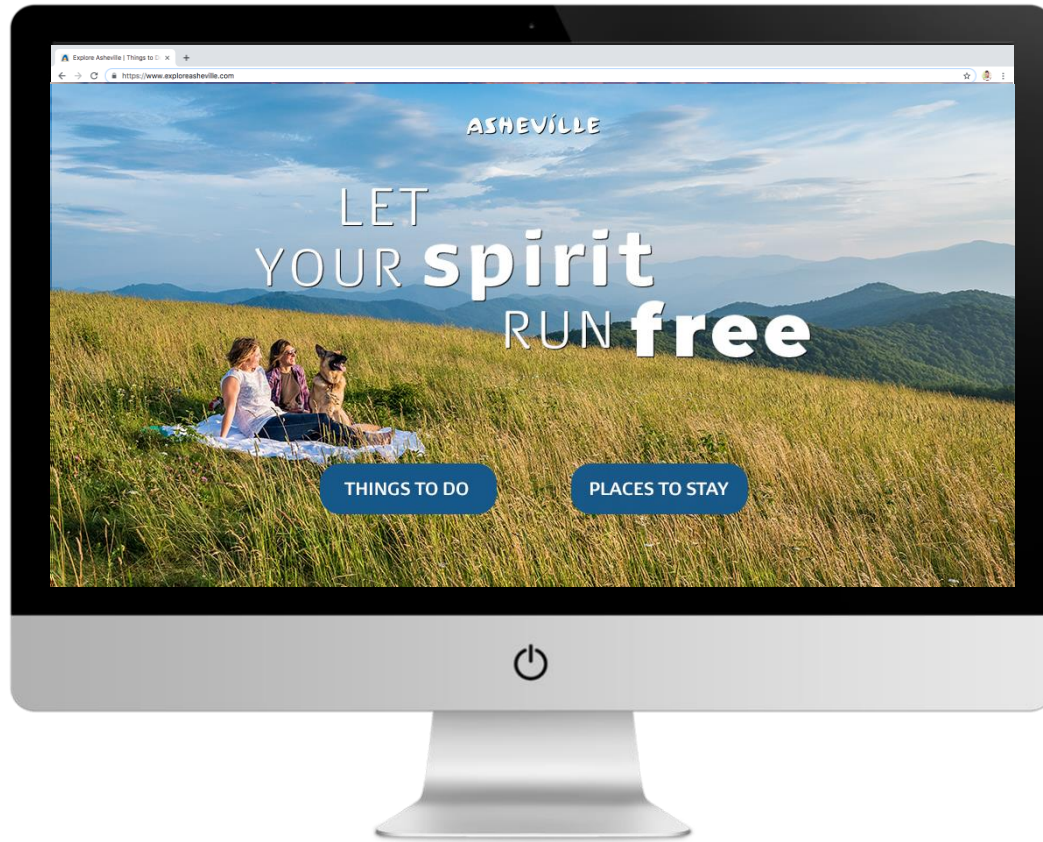 Explore Asheville | Things to D
https://www.exploreasheville.com
ASHEVILLE
LET
YOUR spirit
RUN free
THINGS TO DO
PLACES TO STAY